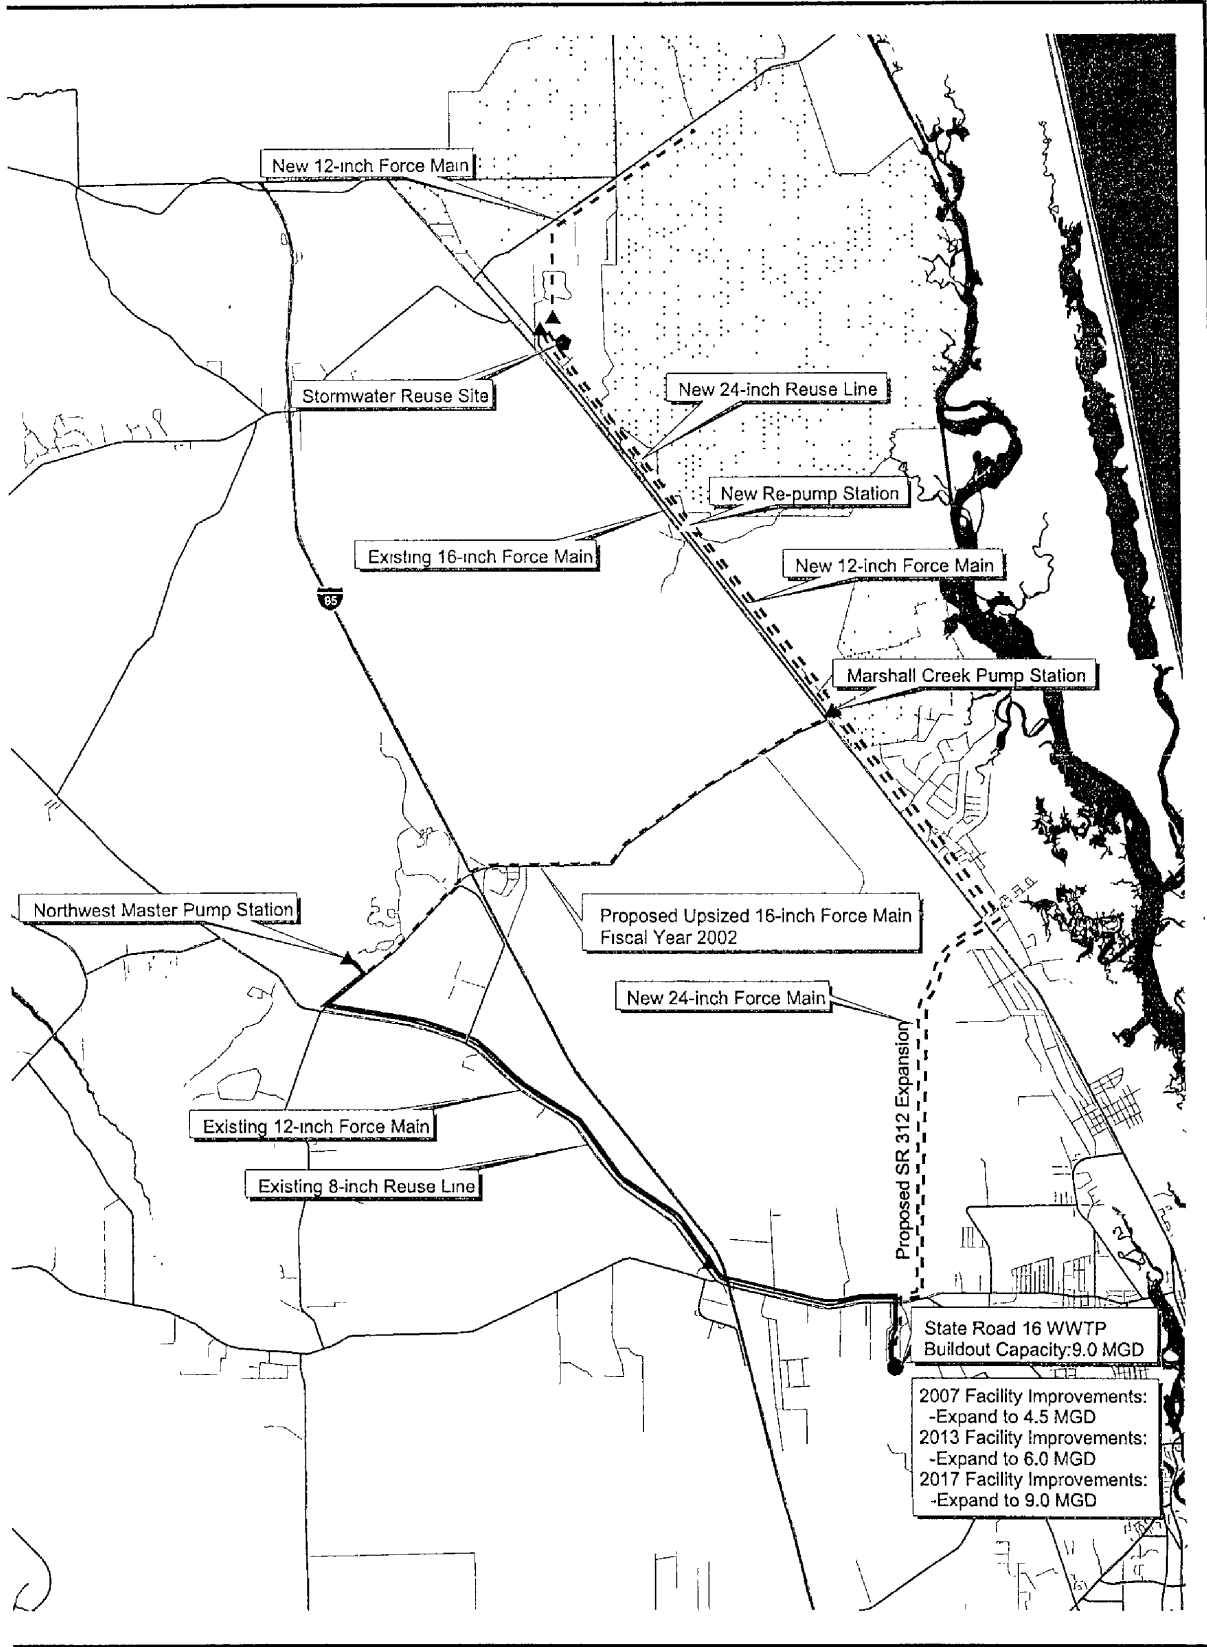 New 12-inch Force Main
Stormwater Reuse Site
New 24-inch Reuse Line
New Re-pump Station
Existing 16-inch Force Main
New 12-inch Force Main
95
Marshall Creek Pump Station
Northwest Master Pump Station
Proposed Upsized 16-inch Force Main
Fiscal Year 2002
New 24-inch Force Main
Proposed SR 312 Expansion
Existing 12-inch Force Main
Existing 8-inch Reuse Line
State Road 16 WWTP
Buildout Capacity:9.0 MGD
2007 Facility Improvements:
-Expand to 4.5 MGD
2013 Facility Improvements:
-Expand to 6.0 MGD
2017 Facility Improvements:
-Expand to 9.0 MGD